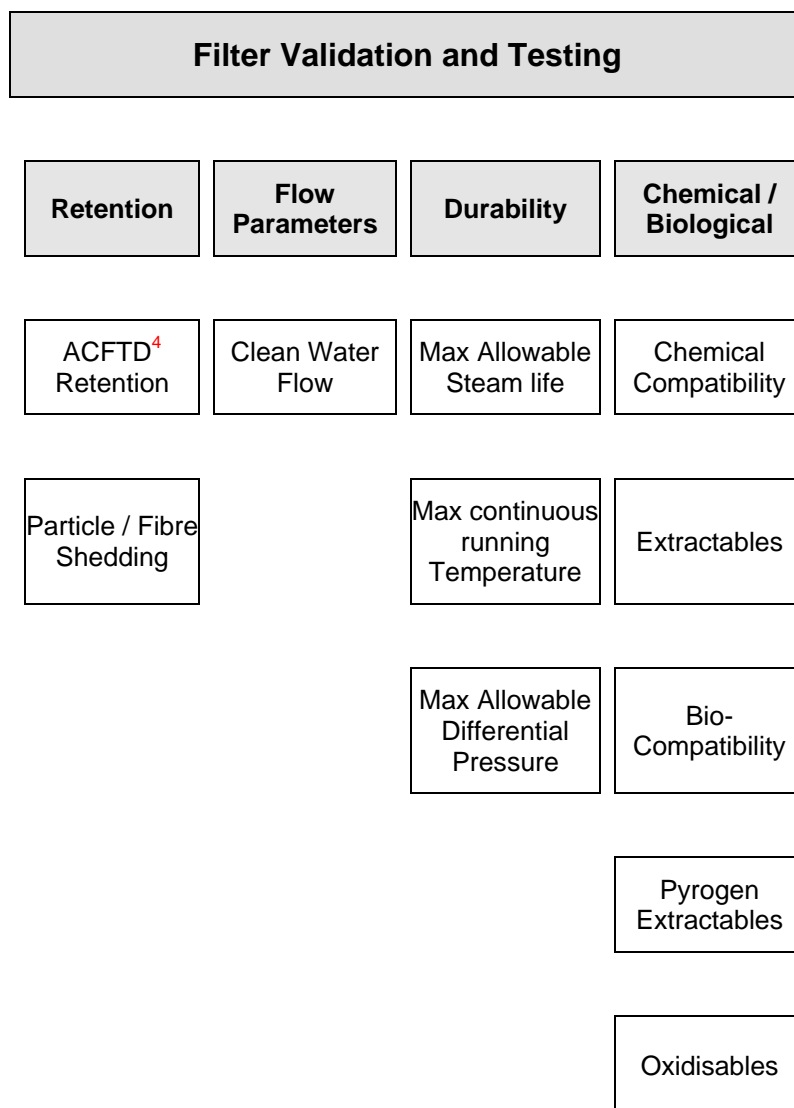 Filter Validation and Testing
Retention
Flow
Parameters
Durability
Chemical /
Biological
ACFTD⁴
Retention
Clean Water
Flow
Max Allowable
Steam life
Chemical
Compatibility
Particle / Fibre
Shedding
Max continuous
running
Temperature
Extractables
Max Allowable
Differential
Pressure
Bio-
Compatibility
Pyrogen
Extractables
Oxidisables